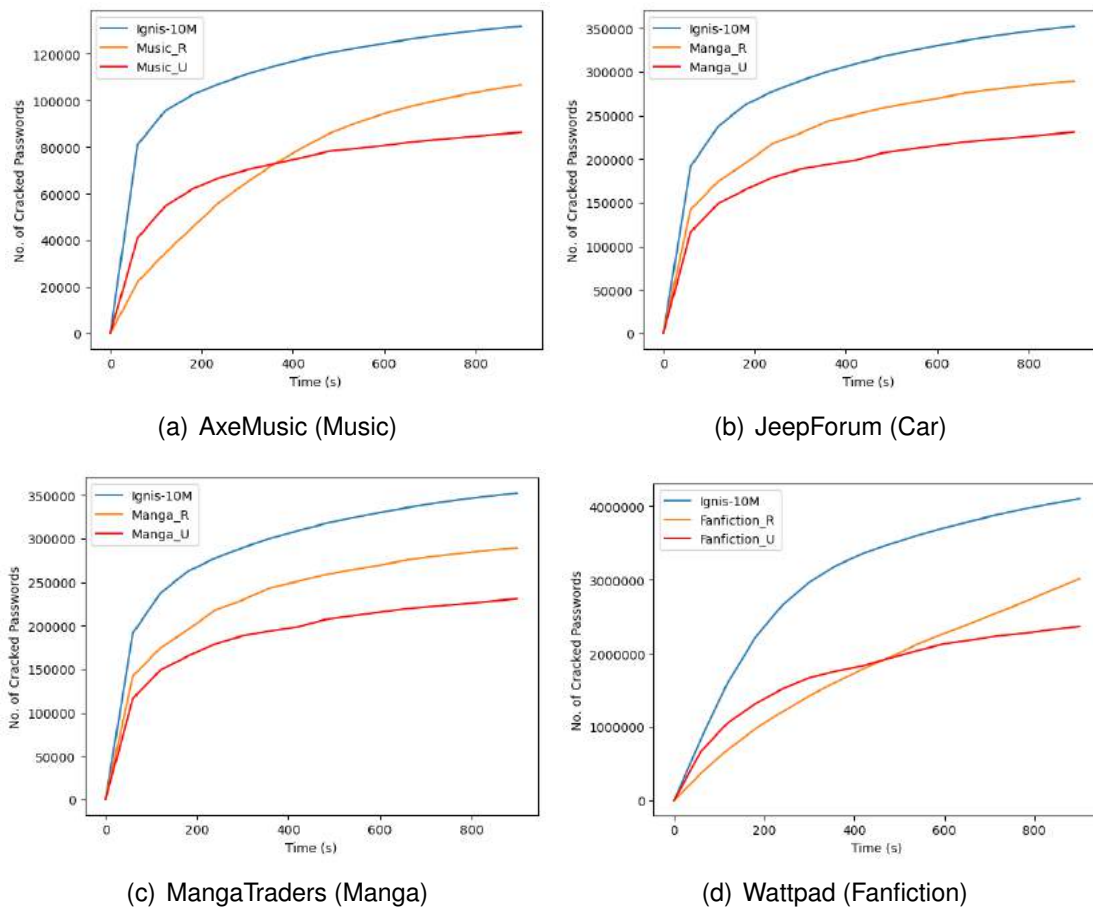 Ignis-10M
Music_R
Music_U
No. of Cracked Passwords
120000
100000
80000
60000
40000
20000
0
0 200 400 600 800
Time (s)
(a) AxeMusic (Music)
Ignis-10M
Manga_R
Manga_U
No. of Cracked Passwords
350000
300000
250000
200000
150000
100000
50000
0
0 200 400 600 800
Time (s)
(b) JeepForum (Car)
Ignis-10M
Manga_R
Manga_U
No. of Cracked Passwords
350000
300000
250000
200000
150000
100000
50000
0
0 200 400 600 800
Time (s)
(c) MangaTraders (Manga)
Ignis-10M
Fanfiction_R
Fanfiction_U
No. of Cracked Passwords
4000000
3000000
2000000
1000000
0
0 200 400 600 800
Time (s)
(d) Wattpad (Fanfiction)